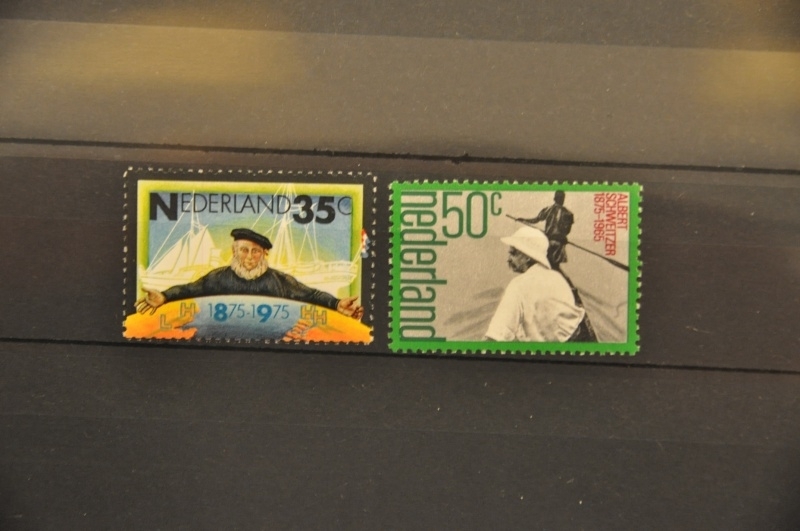 NEDERLAND-35C
1875-1975
L H
H H
50c
nederland
ALBERT
SCHWEITZER
1875-1965